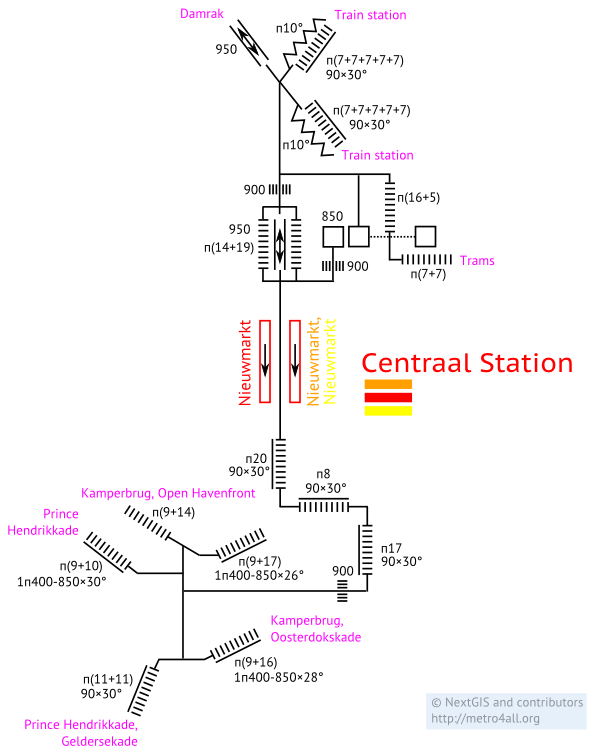 Damrak
п10°
Train station
950
п(7+7+7+7+7)
90×30°
п(7+7+7+7+7)
90×30°
п10°
Train station
900
п(16+5)
950
850
п(14+19)
900
Trams
п(7+7)
Nieuwmarkt
Nieuwmarkt,
Nieuwmarkt
Centraal Station
п20
90×30°
п8
90×30°
Kamperbrug, Open Havenfront
п(9+14)
Prince
Hendrikkade
п17
90×30°
п(9+10)
1п400-850×30°
п(9+17)
1п400-850×26°
900
Kamperbrug,
Oosterdokskade
п(9+16)
1п400-850×28°
п(11+11)
90×30°
Prince Hendrikkade,
Geldersekade
© NextGIS and contributors
http://metro4all.org